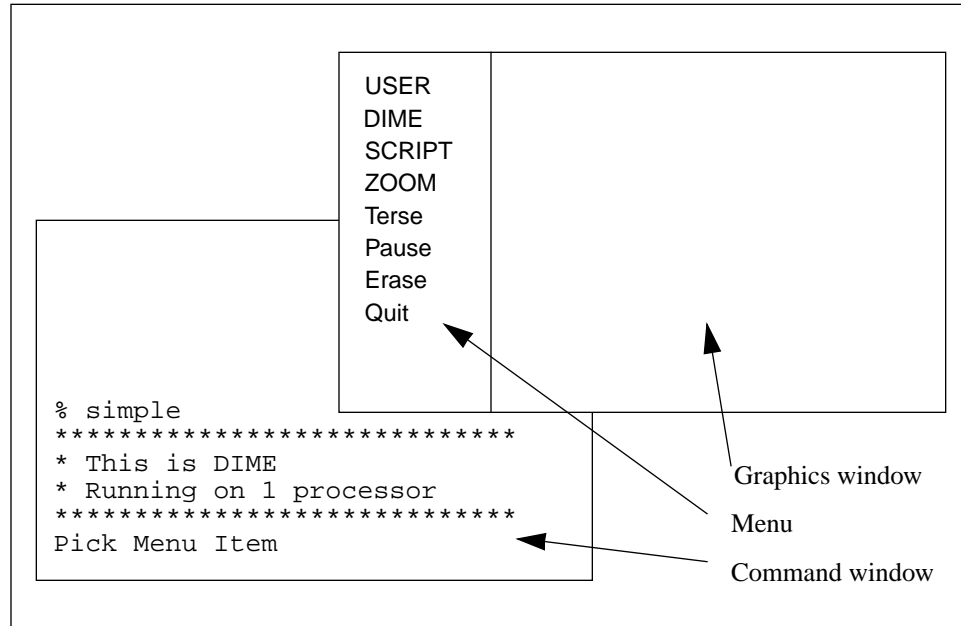 USER
DIME
SCRIPT
ZOOM
Terse
Pause
Erase
Quit
% simple
*****************************
* This is DIME
* Running on 1 processor
*****************************
Pick Menu Item
Graphics window
Menu
Command window